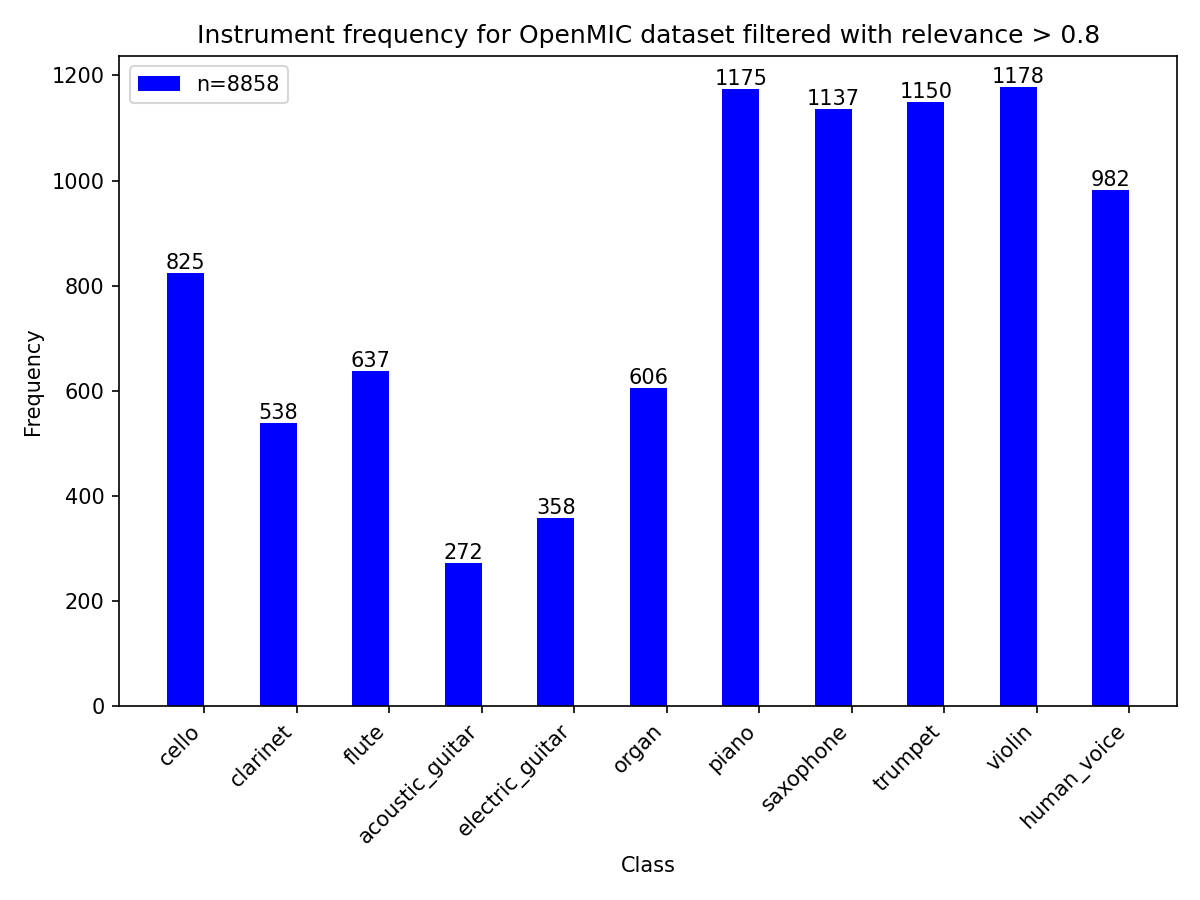 Instrument frequency for OpenMIC dataset filtered with relevance > 0.8
n=8858
1200
1000
800
600
400
200
0
Frequency
825
538
637
272
358
606
1175
1137
1150
1178
982
cello
clarinet
flute
acoustic_guitar
electric_guitar
organ
piano
saxophone
trumpet
violin
human_voice
Class